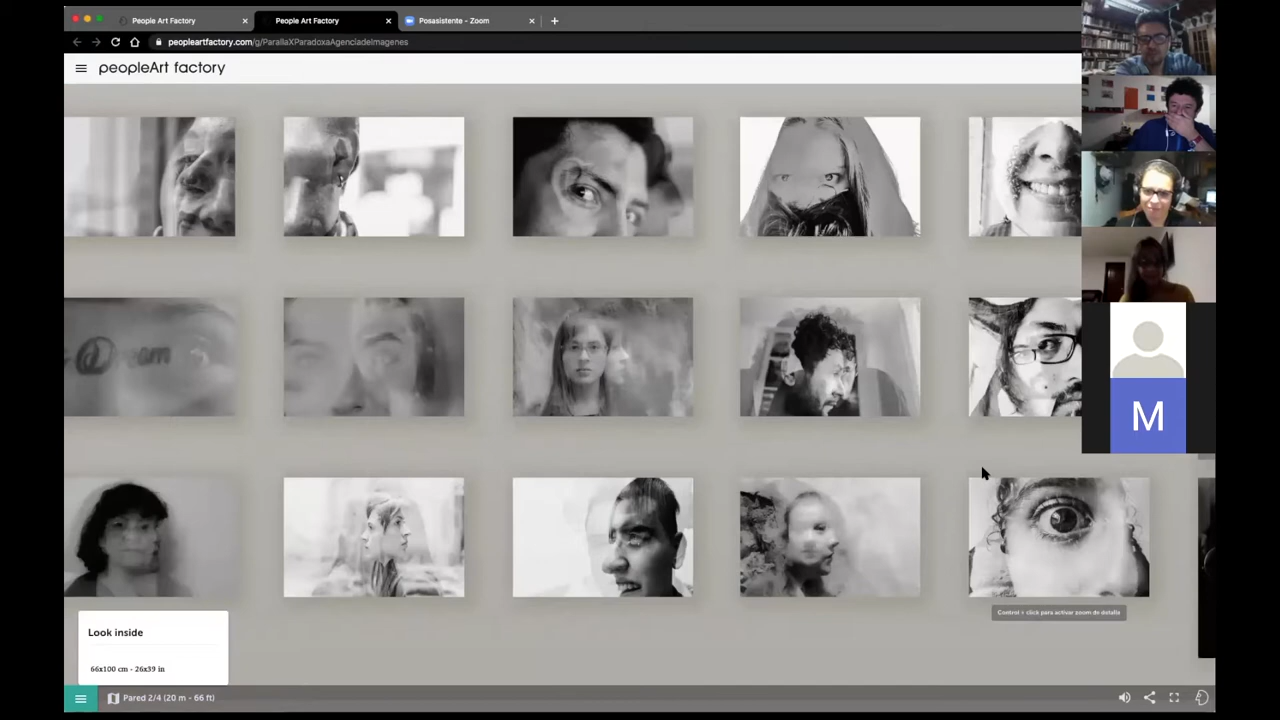 People Art Factory
People Art Factory
Posasistente - Zoom
peopleartfactory.com/g/ParallaXParadoxaAgenciadeImagenes
peopleArt factory
Dream
M
Control + click para activar zoom de detalle
Look inside
66x100 cm - 26x39 in
Pared 2/4 (20 m - 66 ft)